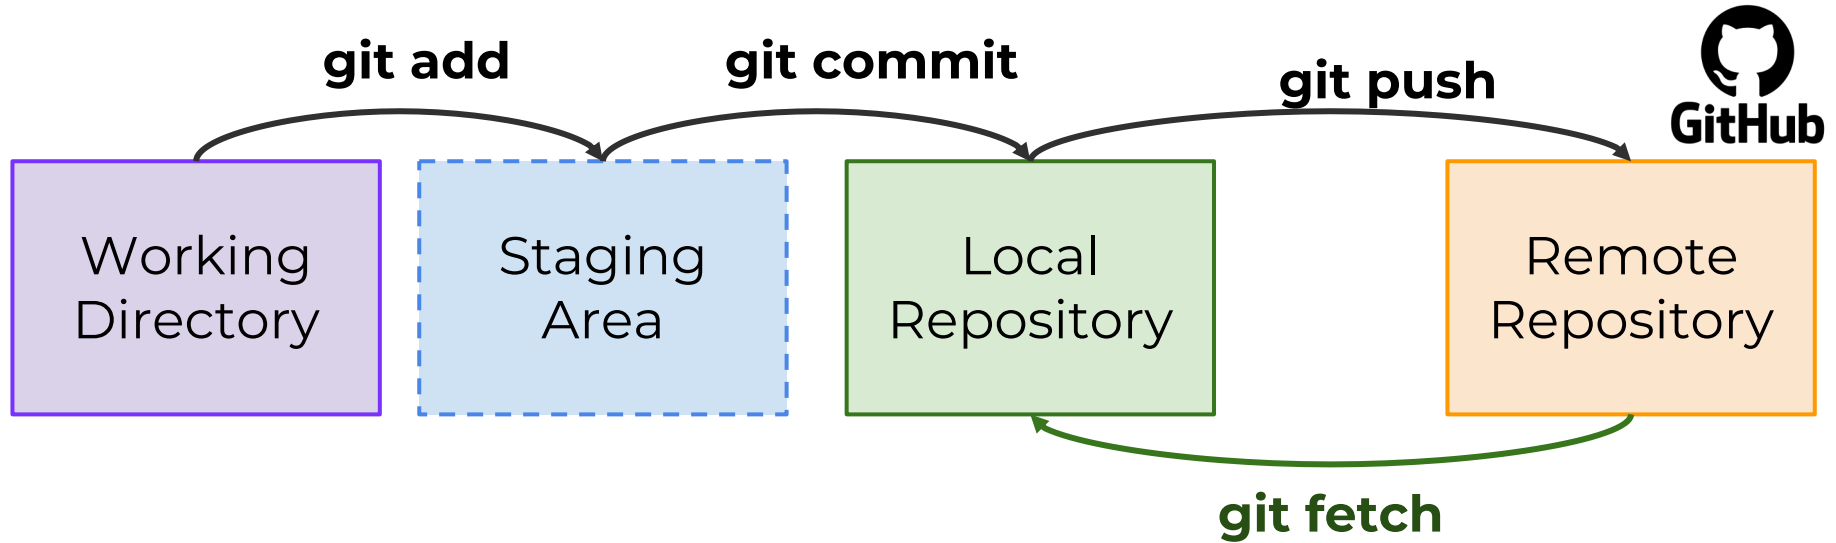 git add
git commit
git push
GitHub
Working
Directory
Staging
Area
Local
Repository
Remote
Repository
git fetch